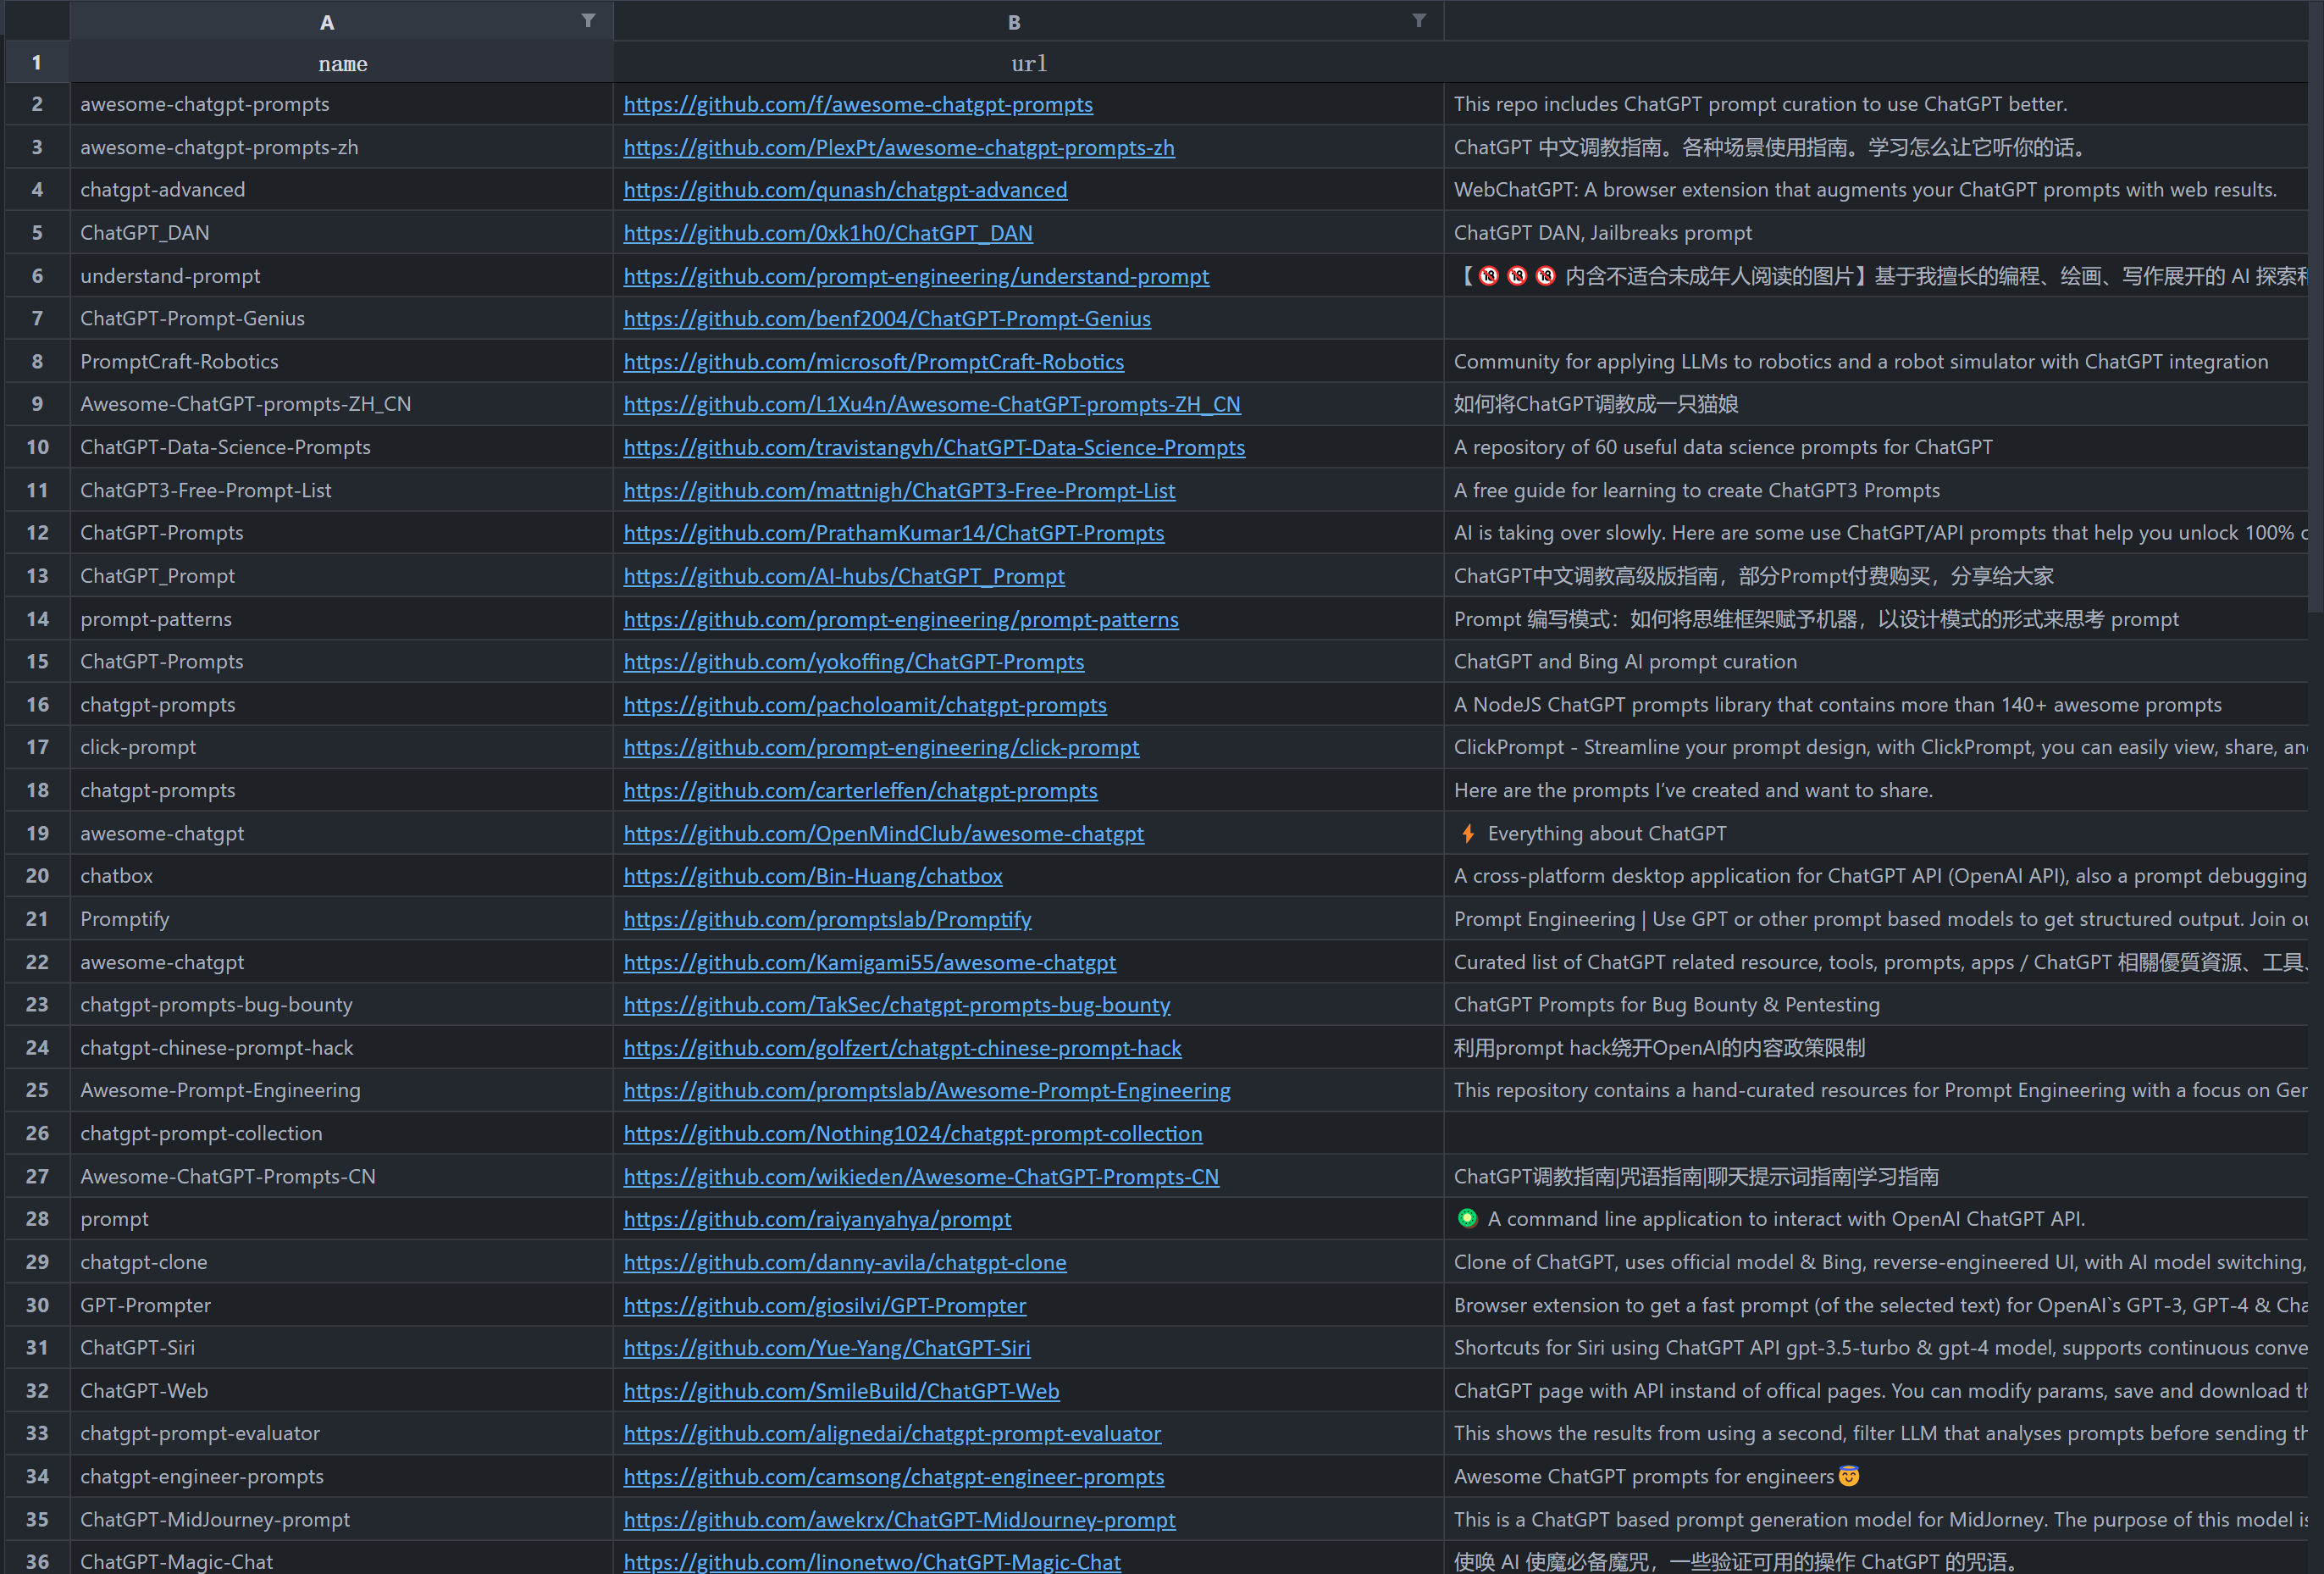 A B
1 name url
2 awesome-chatgpt-prompts https://github.com/f/awesome-chatgpt-prompts This repo includes ChatGPT prompt curation to use ChatGPT better.
3 awesome-chatgpt-prompts-zh https://github.com/PlexPt/awesome-chatgpt-prompts-zh ChatGPT 中文调教指南。各种场景使用指南。学习怎么让它听你的话。
4 chatgpt-advanced https://github.com/qunash/chatgpt-advanced WebChatGPT: A browser extension that augments your ChatGPT prompts with web results.
5 ChatGPT_DAN https://github.com/0xk1h0/ChatGPT_DAN ChatGPT DAN, Jailbreaks prompt
6 understand-prompt https://github.com/prompt-engineering/understand-prompt 【🔞🔞🔞 内含不适合未成年人阅读的图片】基于我擅长的编程、绘画、写作展开的 AI 探索和
7 ChatGPT-Prompt-Genius https://github.com/benf2004/ChatGPT-Prompt-Genius
8 PromptCraft-Robotics https://github.com/microsoft/PromptCraft-Robotics Community for applying LLMs to robotics and a robot simulator with ChatGPT integration
9 Awesome-ChatGPT-prompts-ZH_CN https://github.com/L1Xu4n/Awesome-ChatGPT-prompts-ZH_CN 如何将ChatGPT调教成一只猫娘
10 ChatGPT-Data-Science-Prompts https://github.com/travistangvh/ChatGPT-Data-Science-Prompts A repository of 60 useful data science prompts for ChatGPT
11 ChatGPT3-Free-Prompt-List https://github.com/mattnigh/ChatGPT3-Free-Prompt-List A free guide for learning to create ChatGPT3 Prompts
12 ChatGPT-Prompts https://github.com/PrathamKumar14/ChatGPT-Prompts AI is taking over slowly. Here are some use ChatGPT/API prompts that help you unlock 100%
13 ChatGPT_Prompt https://github.com/AI-hubs/ChatGPT_Prompt ChatGPT中文调教高级版指南，部分Prompt付费购买，分享给大家
14 prompt-patterns https://github.com/prompt-engineering/prompt-patterns Prompt 编写模式：如何将思维框架赋予机器，以设计模式的形式来思考 prompt
15 ChatGPT-Prompts https://github.com/yokoffing/ChatGPT-Prompts ChatGPT and Bing AI prompt curation
16 chatgpt-prompts https://github.com/pacholoamit/chatgpt-prompts A NodeJS ChatGPT prompts library that contains more than 140+ awesome prompts
17 click-prompt https://github.com/prompt-engineering/click-prompt ClickPrompt - Streamline your prompt design, with ClickPrompt, you can easily view, share, an
18 chatgpt-prompts https://github.com/carterleffen/chatgpt-prompts Here are the prompts I’ve created and want to share.
19 awesome-chatgpt https://github.com/OpenMindClub/awesome-chatgpt ⚡ Everything about ChatGPT
20 chatbox https://github.com/Bin-Huang/chatbox A cross-platform desktop application for ChatGPT API (OpenAI API), also a prompt debugging
21 Promptify https://github.com/promptslab/Promptify Prompt Engineering | Use GPT or other prompt based models to get structured output. Join ou
22 awesome-chatgpt https://github.com/Kamigami55/awesome-chatgpt Curated list of ChatGPT related resource, tools, prompts, apps / ChatGPT 相關優質資源、工具、
23 chatgpt-prompts-bug-bounty https://github.com/TakSec/chatgpt-prompts-bug-bounty ChatGPT Prompts for Bug Bounty & Pentesting
24 chatgpt-chinese-prompt-hack https://github.com/golfzert/chatgpt-chinese-prompt-hack 利用prompt hack绕开OpenAI的内容政策限制
25 Awesome-Prompt-Engineering https://github.com/promptslab/Awesome-Prompt-Engineering This repository contains a hand-curated resources for Prompt Engineering with a focus on Ger
26 chatgpt-prompt-collection https://github.com/Nothing1024/chatgpt-prompt-collection
27 Awesome-ChatGPT-Prompts-CN https://github.com/wikieden/Awesome-ChatGPT-Prompts-CN ChatGPT调教指南|咒语指南|聊天提示词指南|学习指南
28 prompt https://github.com/raiyanyahya/prompt A command line application to interact with OpenAI ChatGPT API.
29 chatgpt-clone https://github.com/danny-avila/chatgpt-clone Clone of ChatGPT, uses official model & Bing, reverse-engineered UI, with AI model switching,
30 GPT-Prompter https://github.com/giosilvi/GPT-Prompter Browser extension to get a fast prompt (of the selected text) for OpenAI`s GPT-3, GPT-4 & Cha
31 ChatGPT-Siri https://github.com/Yue-Yang/ChatGPT-Siri Shortcuts for Siri using ChatGPT API gpt-3.5-turbo & gpt-4 model, supports continuous conve
32 ChatGPT-Web https://github.com/SmileBuild/ChatGPT-Web ChatGPT page with API instand of offical pages. You can modify params, save and download th
33 chatgpt-prompt-evaluator https://github.com/alignedai/chatgpt-prompt-evaluator This shows the results from using a second, filter LLM that analyses prompts before sending th
34 chatgpt-engineer-prompts https://github.com/camsong/chatgpt-engineer-prompts Awesome ChatGPT prompts for engineers😇
35 ChatGPT-MidJourney-prompt https://github.com/awekrx/ChatGPT-MidJourney-prompt This is a ChatGPT based prompt generation model for MidJorney. The purpose of this model is
36 ChatGPT-Magic-Chat https://github.com/linonetwo/ChatGPT-Magic-Chat 使唤 AI 使魔必备魔咒，一些验证可用的操作 ChatGPT 的咒语。